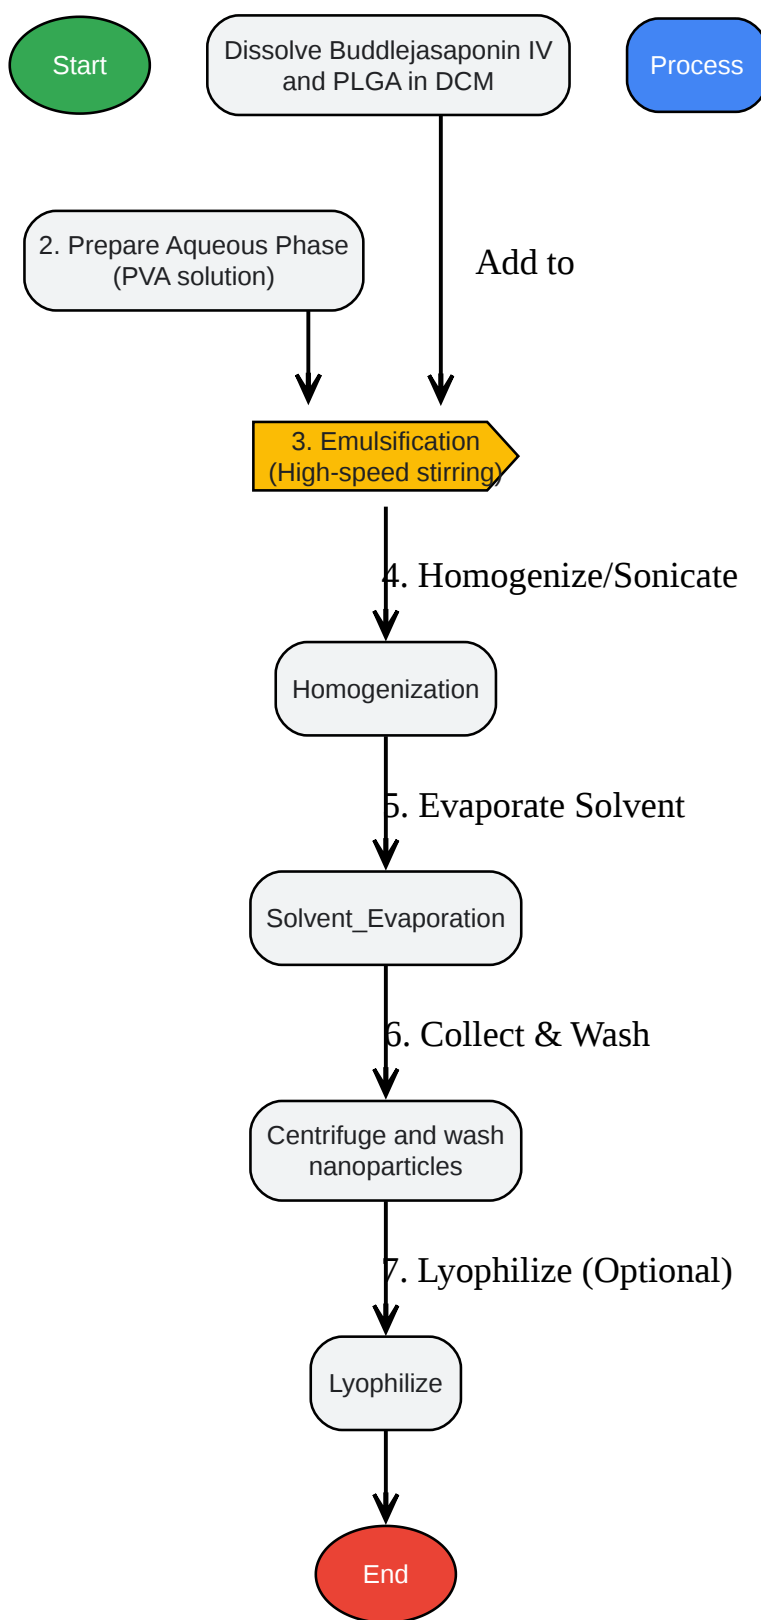 Start
Dissolve Buddlejasaponin IV
and PLGA in DCM
Process
2. Prepare Aqueous Phase
(PVA solution)
Add to
3. Emulsification
(High-speed stirring)
4. Homogenize/Sonicate
Homogenization
5. Evaporate Solvent
Solvent_Evaporation
6. Collect & Wash
Centrifuge and wash
nanoparticles
7. Lyophilize (Optional)
Lyophilize
End